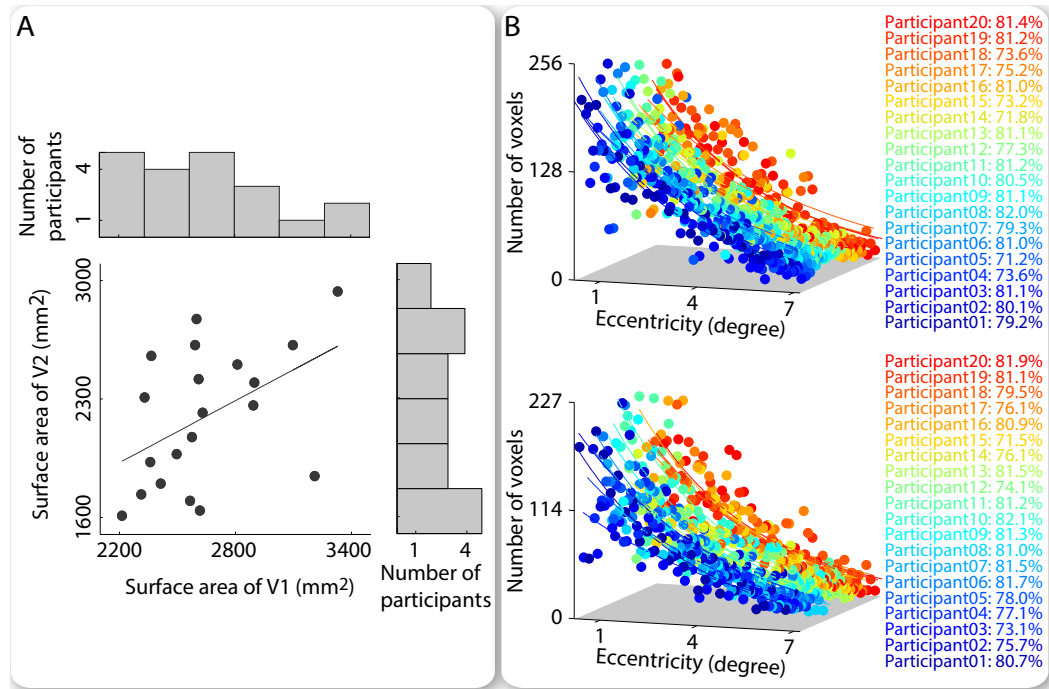 A
Number of
participants
4
1
Surface area of V2 (mm2)
3000
2300
1600
2200
2800
3400
Surface area of V1 (mm2)
1
4
Number of
participants
B
Number of voxels
256
128
0
1
4
7
Eccentricity (degree)
Participant20: 81.4%
Participant19: 81.2%
Participant18: 73.6%
Participant17: 75.2%
Participant16: 81.0%
Participant15: 73.2%
Participant14: 71.8%
Participant13: 81.1%
Participant12: 77.3%
Participant11: 81.2%
Participant10: 80.5%
Participant09: 81.1%
Participant08: 82.0%
Participant07: 79.3%
Participant06: 81.0%
Participant05: 71.2%
Participant04: 73.6%
Participant03: 81.1%
Participant02: 80.1%
Participant01: 79.2%
Number of voxels
227
114
0
1
4
7
Eccentricity (degree)
Participant20: 81.9%
Participant19: 81.1%
Participant18: 79.5%
Participant17: 76.1%
Participant16: 80.9%
Participant15: 71.5%
Participant14: 76.1%
Participant13: 81.5%
Participant12: 74.1%
Participant11: 81.2%
Participant10: 82.1%
Participant09: 81.3%
Participant08: 81.0%
Participant07: 81.5%
Participant06: 81.7%
Participant05: 78.0%
Participant04: 77.1%
Participant03: 73.1%
Participant02: 75.7%
Participant01: 80.7%